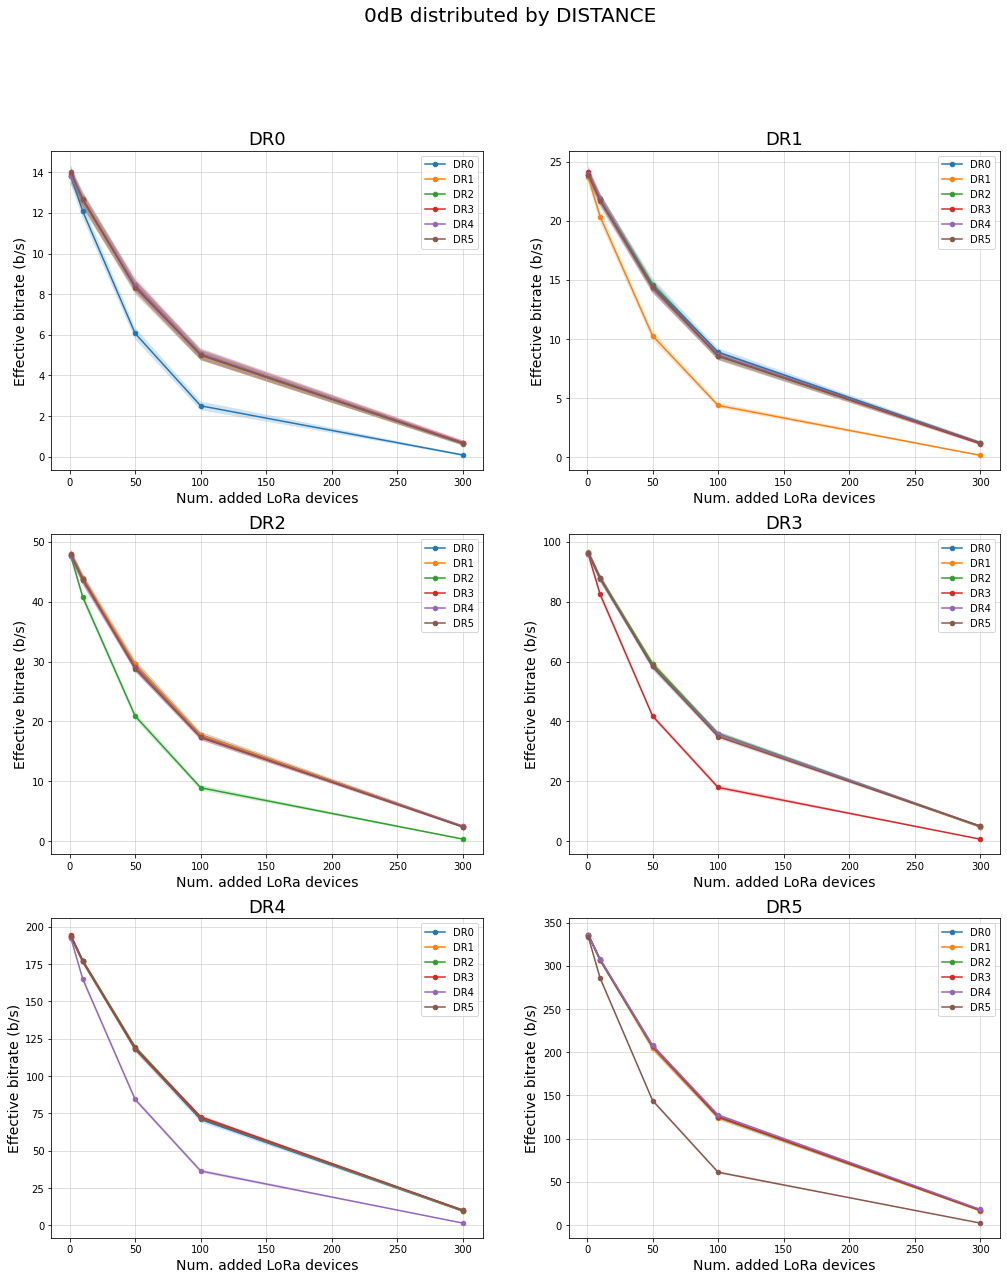 0dB distributed by DISTANCE
DR0
Effective bitrate (b/s)
14
12
10
8
6
4
2
0
0 50 100 150 200 250 300
Num. added LoRa devices
DR0
DR1
DR2
DR3
DR4
DR5
DR1
Effective bitrate (b/s)
25
20
15
10
5
0
0 50 100 150 200 250 300
Num. added LoRa devices
DR0
DR1
DR2
DR3
DR4
DR5
DR2
Effective bitrate (b/s)
50
40
30
20
10
0
0 50 100 150 200 250 300
Num. added LoRa devices
DR0
DR1
DR2
DR3
DR4
DR5
DR3
Effective bitrate (b/s)
100
80
60
40
20
0
0 50 100 150 200 250 300
Num. added LoRa devices
DR0
DR1
DR2
DR3
DR4
DR5
DR4
Effective bitrate (b/s)
200
175
150
125
100
75
50
25
0
0 50 100 150 200 250 300
Num. added LoRa devices
DR0
DR1
DR2
DR3
DR4
DR5
DR5
Effective bitrate (b/s)
350
300
250
200
150
100
50
0
0 50 100 150 200 250 300
Num. added LoRa devices
DR0
DR1
DR2
DR3
DR4
DR5